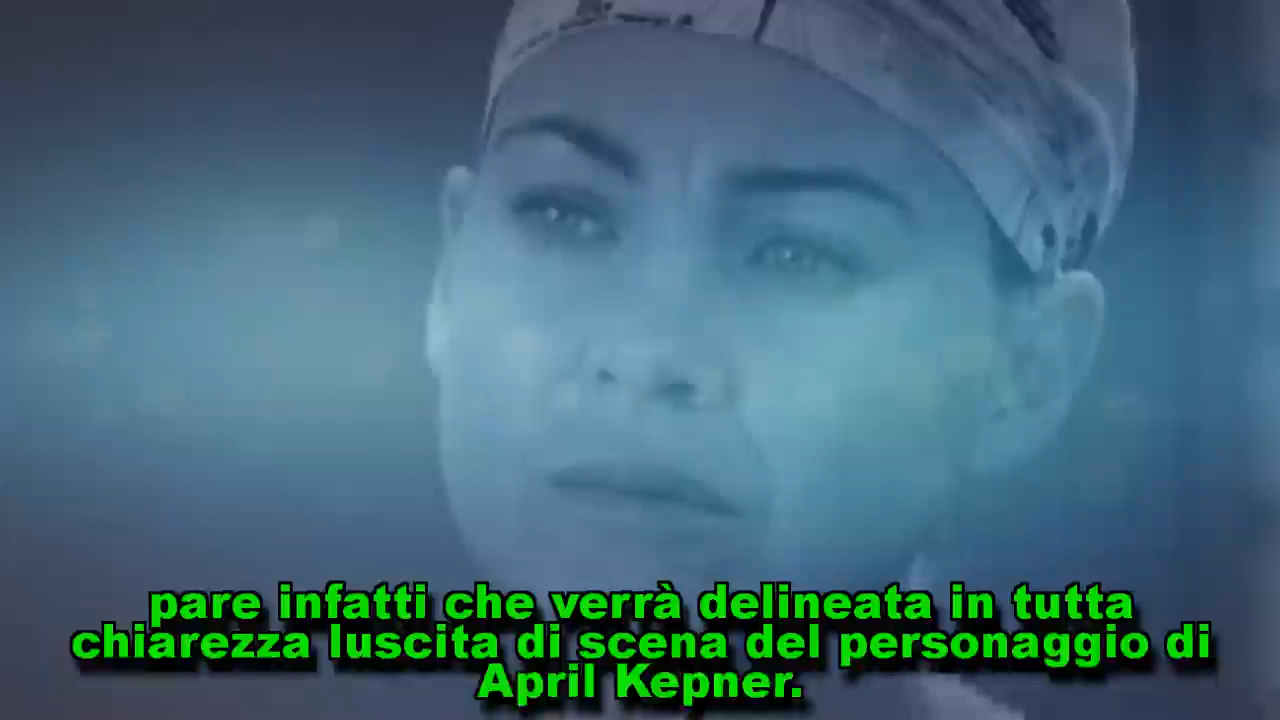 pare infatti che verrà delineata in tutta
chiarezza luscita di scena del personaggio di
April Kepner.